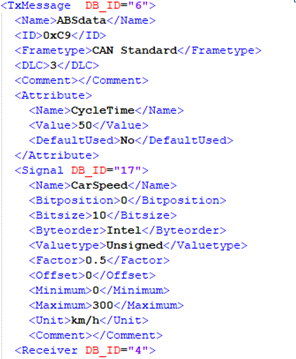 <TxMessage DB_ID="6">
<Name>ABSdata</Name>
<ID>0xC9</ID>
<Frametype>CAN Standard</Frametype>
<DLC>3</DLC>
<Comment></Comment>
<Attribute>
<Name>CycleTime</Name>
<Value>50</Value>
<DefaultUsed>No</DefaultUsed>
</Attribute>
<Signal DB_ID="17">
<Name>CarSpeed</Name>
<Bitposition>0</Bitposition>
<Bitsize>10</Bitsize>
<Byteorder>Intel</Byteorder>
<Valuetype>Unsigned</Valuetype>
<Factor>0.5</Factor>
<Offset>0</Offset>
<Minimum>0</Minimum>
<Maximum>300</Maximum>
<Unit>km/h</Unit>
<Comment></Comment>
<Receiver DB_ID="4">